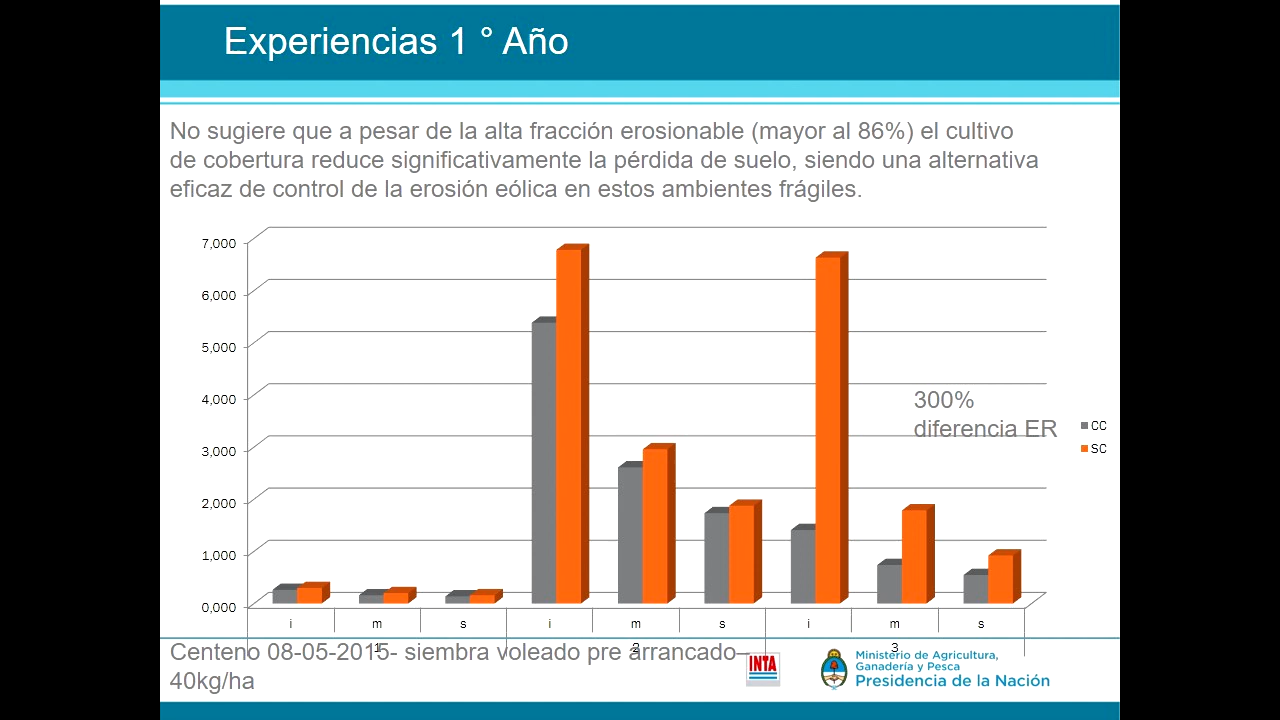 Experiencias 1 ° Año
No sugiere que a pesar de la alta fracción erosionable (mayor al 86%) el cultivo
de cobertura reduce significativamente la pérdida de suelo, siendo una alternativa
eficaz de control de la erosión eólica en estos ambientes frágiles.
7,000
6,000
5,000
4,000
3,000
2,000
1,000
0,000
300%
diferencia ER
CC
SC
i m s i m s i m s
1 2 3
Centeno 08-05-2015- siembra voleado pre arrancado–
40kg/ha
INTA
Ministerio de Agricultura,
Ganadería y Pesca
Presidencia de la Nación